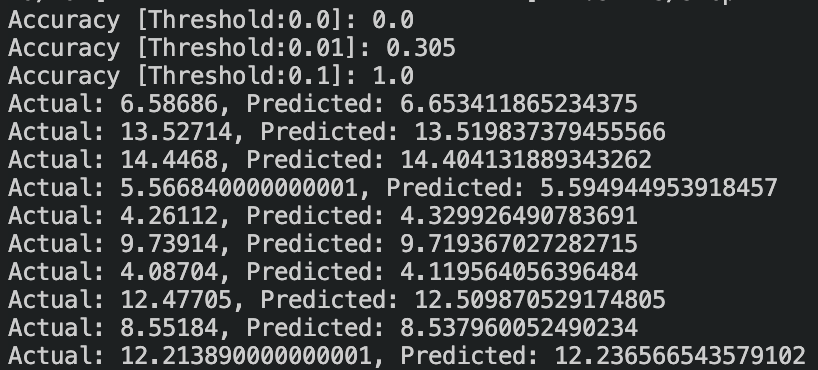 Accuracy [Threshold:0.0]: 0.0
Accuracy [Threshold:0.01]: 0.305
Accuracy [Threshold:0.1]: 1.0
Actual: 6.58686, Predicted: 6.653411865234375
Actual: 13.52714, Predicted: 13.519837379455566
Actual: 14.4468, Predicted: 14.404131889343262
Actual: 5.566840000000001, Predicted: 5.594944953918457
Actual: 4.26112, Predicted: 4.329926490783691
Actual: 9.73914, Predicted: 9.719367027282715
Actual: 4.08704, Predicted: 4.119564056396484
Actual: 12.47705, Predicted: 12.509870529174805
Actual: 8.55184, Predicted: 8.537960052490234
Actual: 12.213890000000001, Predicted: 12.236566543579102